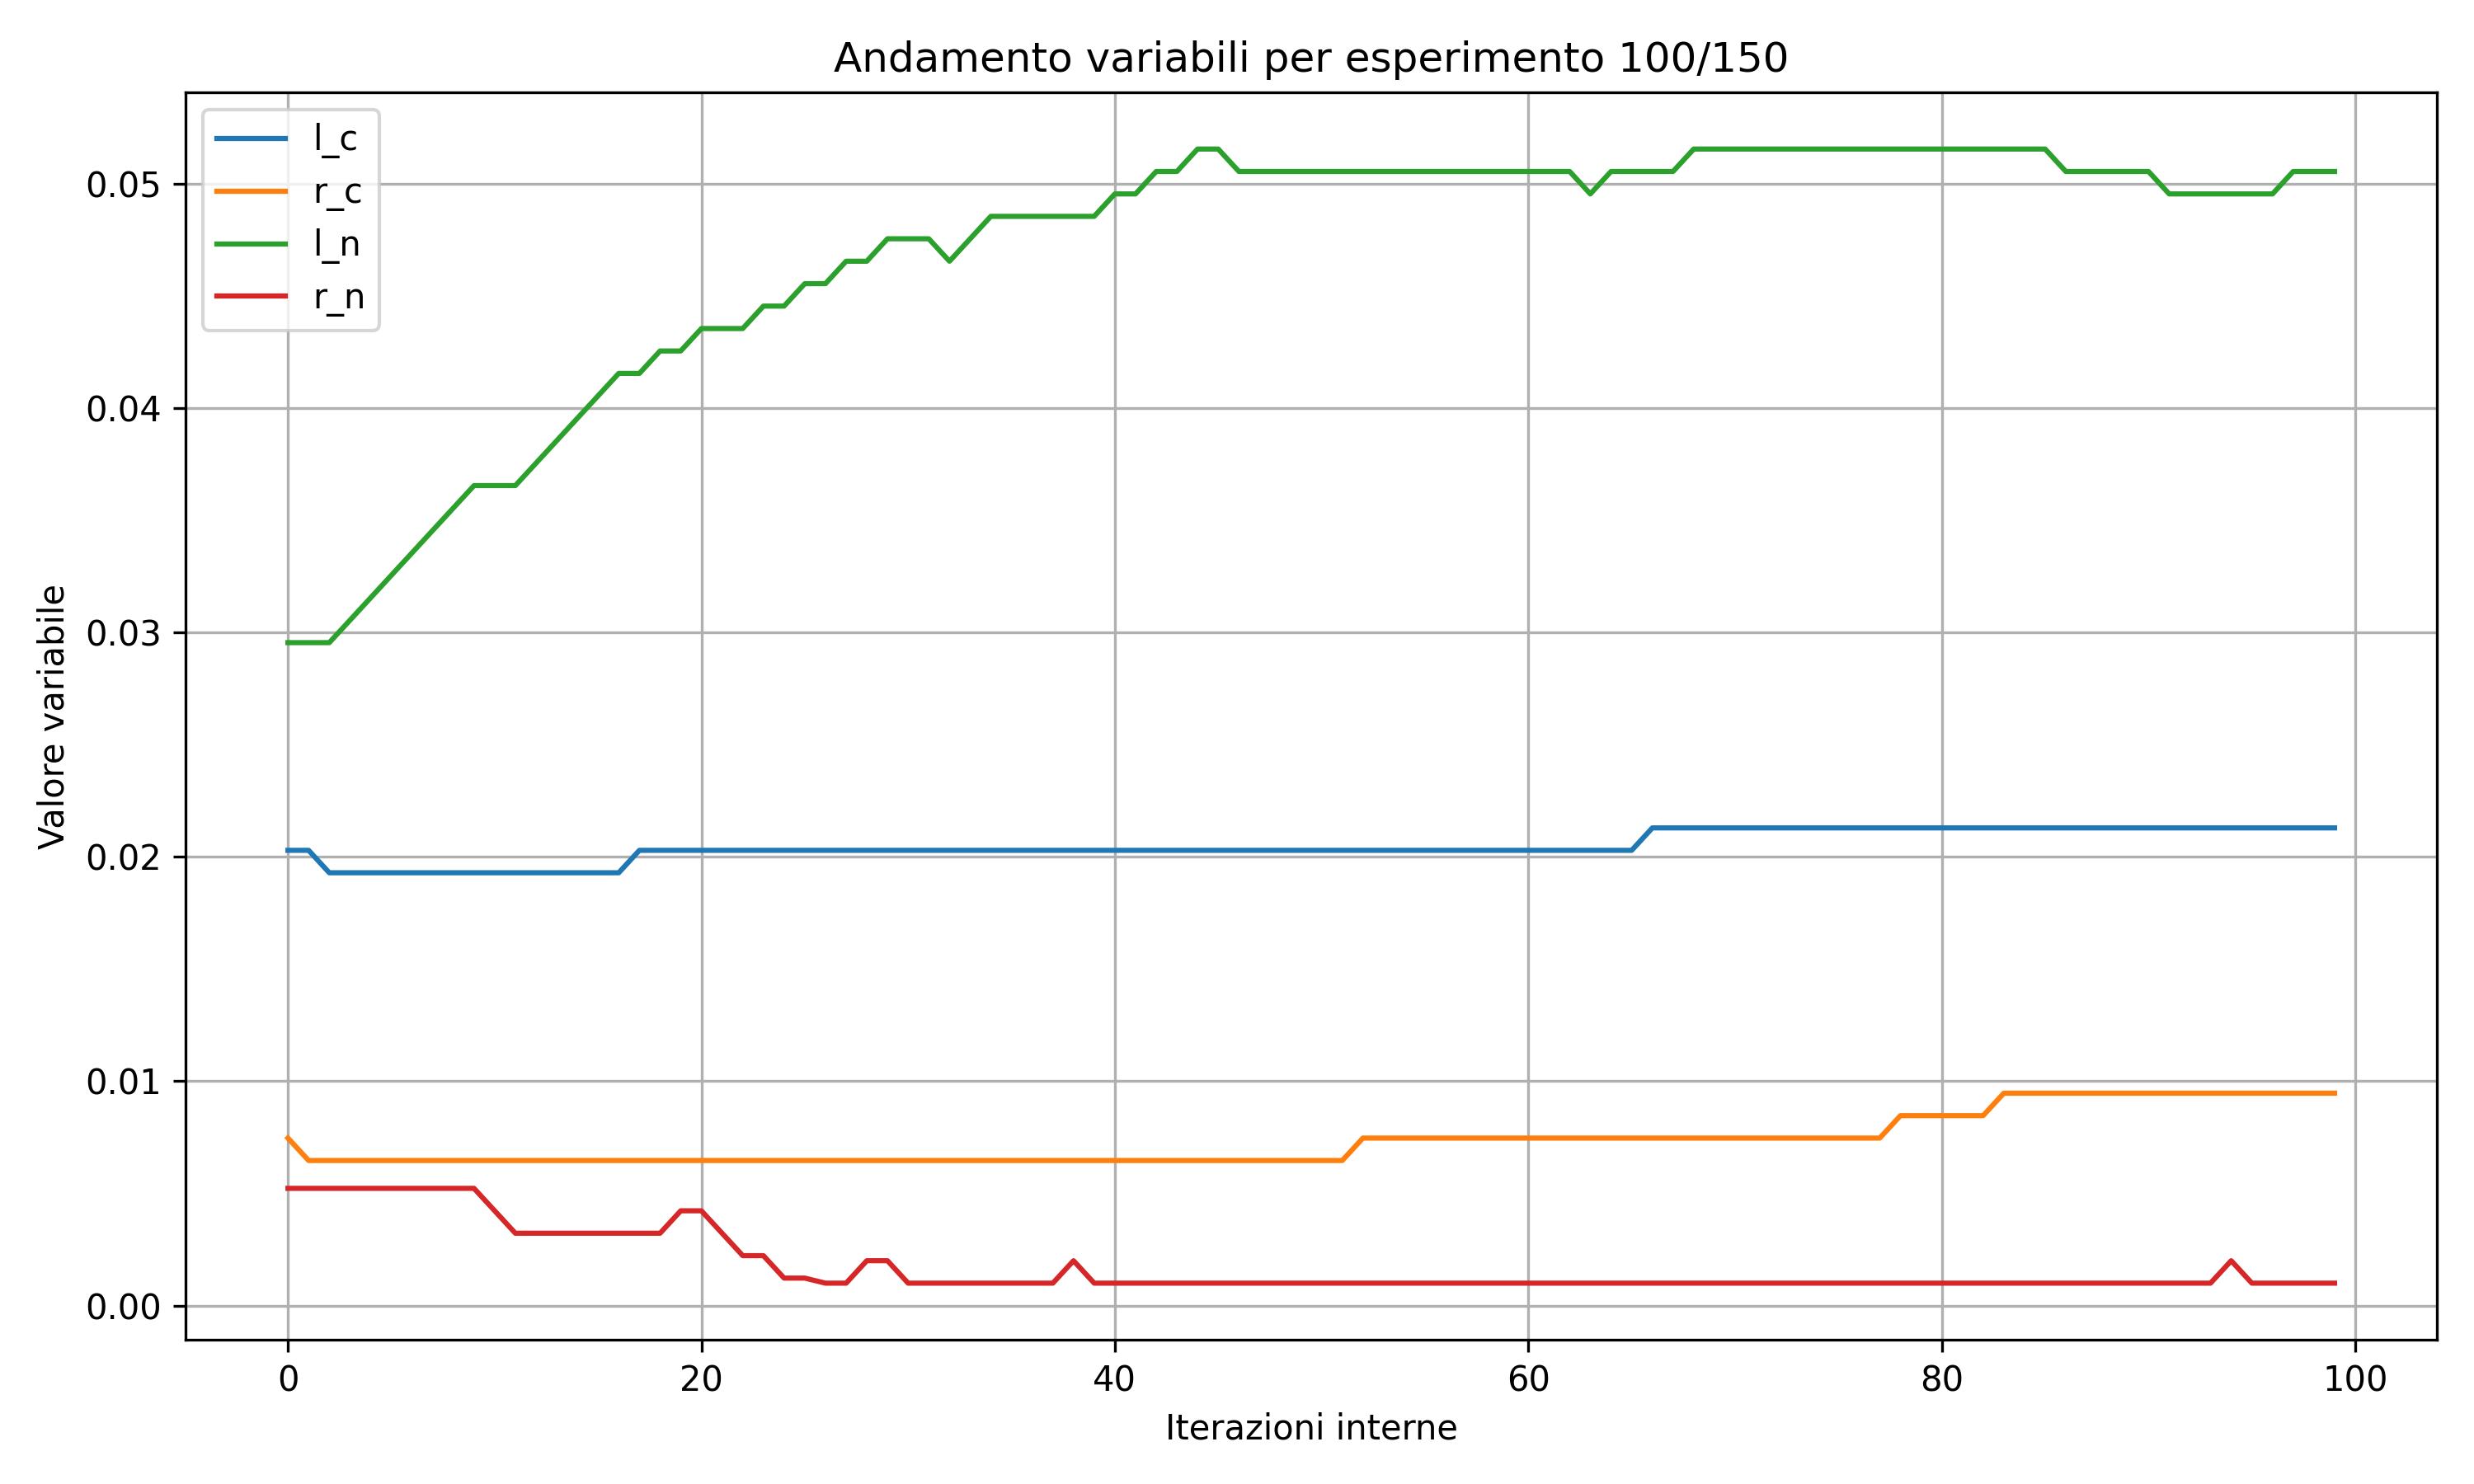 Andamento variabili per esperimento 100/150
l_c
r_c
l_n
r_n
0.05
0.04
0.03
0.02
0.01
0.00
Valore variabile
0 20 40 60 80 100
Iterazioni interne